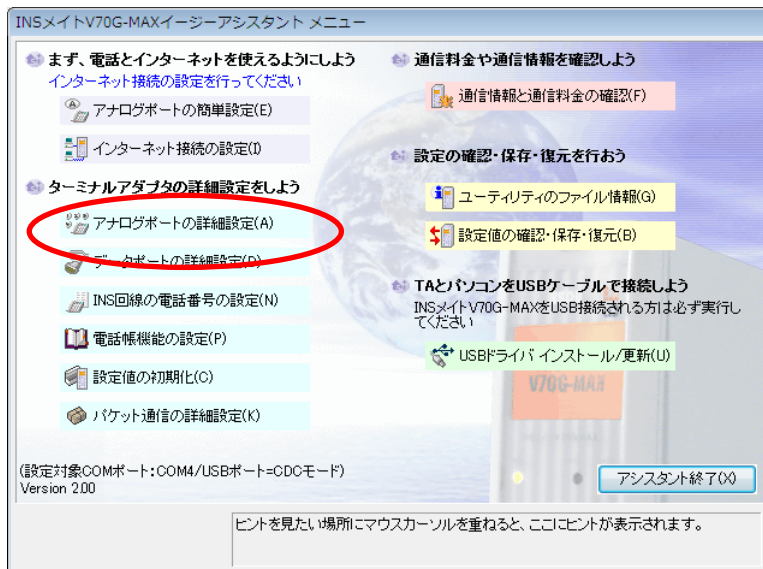 INSメイトV70G-MAXイージーアシスタント メニュー
まず、電話とインターネットを使えるようにしよう
インターネット接続の設定を行ってください
アナログポートの簡単設定(E)
インターネット接続の設定(I)
ターミナルアダプタの詳細設定をしよう
アナログポートの詳細設定(A)
データポートの詳細設定(D)
INS回線の電話番号の設定(N)
電話帳機能の設定(P)
設定値の初期化(C)
パケット通信の詳細設定(K)
通信料金や通信情報を確認しよう
通信情報と通信料金の確認(F)
設定の確認・保存・復元を行おう
ユーティリティのファイル情報(G)
設定値の確認・保存・復元(B)
TAとパソコンをUSBケーブルで接続しよう
INSメイトV70G-MAXをUSB接続される方は必ず実行し
てください
USBドライバ インストール/更新(U)
V70G-MAX
(設定対象COMポート:COM4/USBポート=CDCモード)
Version 2.00
アシスタント終了(X)
ヒントを見たい場所にマウスカーソルを重ねると、ここにヒントが表示されます。